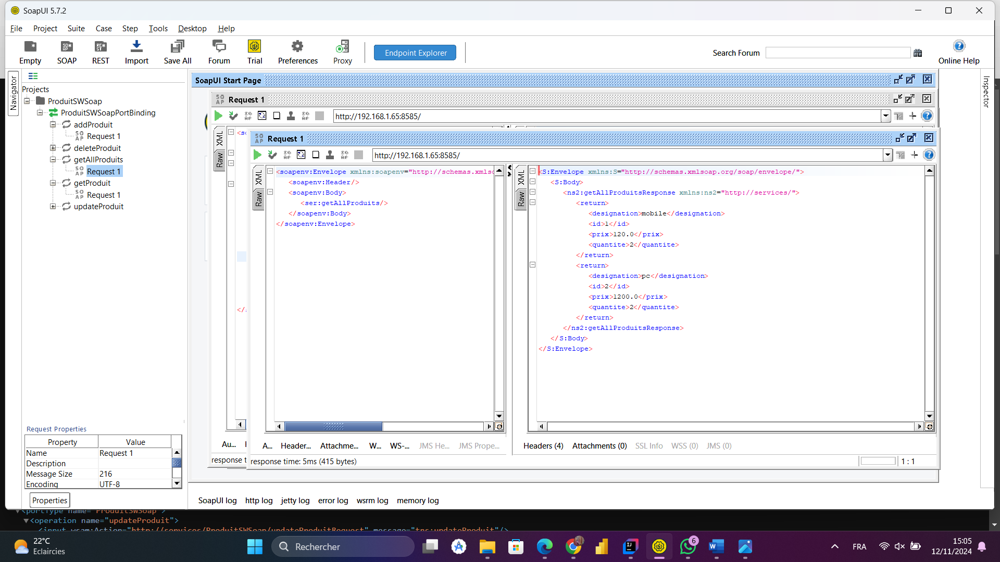 SoapUI 5.7.2
File Project Suite Case Step Tools Desktop Help
Empty SOAP REST Import Save All Forum Trial Preferences Proxy Endpoint Explorer Search Forum Online Help
Navigator
Projects
ProduitSWSoap
ProduitSWSoapPortBinding
addProduit
Request 1
deleteProduit
getAllProduits
Request 1
getProduit
Request 1
updateProduit
Request Properties
Property Value
Name Request 1
Description
Message Size 216
Encoding UTF-8
Properties
SoapUI Start Page
Inspector
Request 1
http://192.168.1.65:8585/
XML
Raw
<s
</
Au...
response t
Request 1
http://192.168.1.65:8585/
XML
Raw
<soapenv:Envelope xmlns:soapenv="http://schemas.xmls
<soapenv:Header/>
<soapenv:Body>
<ser:getAllProduits/>
</soapenv:Body>
</soapenv:Envelope>
XML
Raw
<S:Envelope xmlns:S="http://schemas.xmlsoap.org/soap/envelope/">
<S:Body>
<ns2:getAllProduitsResponse xmlns:ns2="http://services/">
<return>
<designation>mobile</designation>
<id>1</id>
<prix>120.0</prix>
<quantite>2</quantite>
</return>
<return>
<designation>pc</designation>
<id>2</id>
<prix>1200.0</prix>
<quantite>2</quantite>
</return>
</ns2:getAllProduitsResponse>
</S:Body>
</S:Envelope>
A... Header... Attachme... W... WS-... JMS He... JMS Prope...
Headers (4) Attachments (0) SSL Info WSS (0) JMS (0)
response time: 5ms (415 bytes)
1 : 1
SoapUI log http log jetty log error log wsrm log memory log
<portType name="ProduitSWSoap">
<operation name="updateProduit">
<input wsam:Action="http://services/ProduitSWSoap/updateProduitRequest" message="tns:updateProduit"/>
22°C
Eclaircies
Rechercher
6
FRA
15:05
12/11/2024